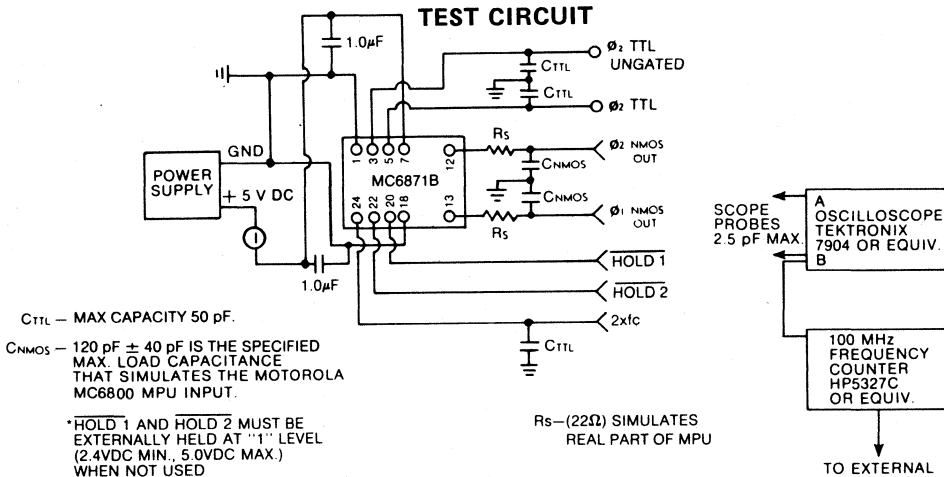 TEST CIRCUIT
1.0µF
Ø₂ TTL
UNGATED
CTTL
CTTL
Ø₂ TTL
GND
POWER
SUPPLY
+ 5 V DC
I
1 3 5 7
MC6871B
24 22 20 18
12
13
RS
RS
CNMOS
CNMOS
Ø₂ NMOS
OUT
Ø₁ NMOS
OUT
1.0µF
HOLD 1
HOLD 2
2xfc
CTTL
SCOPE
PROBES
2.5 pF MAX.
A
OSCILLOSCOPE
TEKTRONIX
7904 OR EQUIV.
B
100 MHz
FREQUENCY
COUNTER
HP5327C
OR EQUIV.
TO EXTERNAL
CTTL — MAX CAPACITY 50 pF.
CNMOS — 120 pF ± 40 pF IS THE SPECIFIED
MAX. LOAD CAPACITANCE
THAT SIMULATES THE MOTOROLA
MC6800 MPU INPUT.
*HOLD 1 AND HOLD 2 MUST BE
EXTERNALLY HELD AT "1" LEVEL
(2.4VDC MIN., 5.0VDC MAX.)
WHEN NOT USED
RS—(22Ω) SIMULATES
REAL PART OF MPU